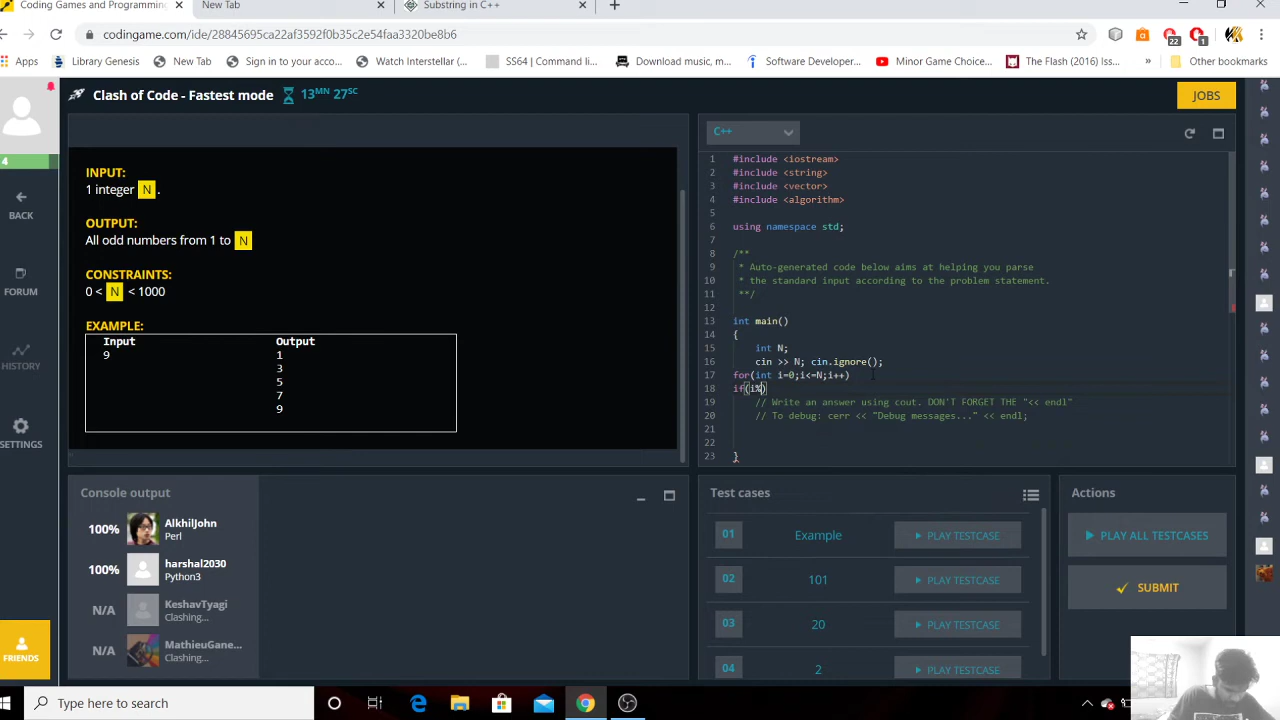 Coding Games and Programming
New Tab
Substring in C++
codingame.com/ide/28845695ca22af3592f0b35c2e54faa3320be8b6
22
1
Apps
Library Genesis
New Tab
Sign in to your acco...
Watch Interstellar (...
SS64 | Command li...
Download music, m...
Software Developer...
Minor Game Choice...
The Flash (2016) Iss...
»
Other bookmarks
Clash of Code - Fastest mode
13MN 27SC
JOBS
4
BACK
FORUM
HISTORY
SETTINGS
FRIENDS
INPUT:
1 integer N .
OUTPUT:
All odd numbers from 1 to N
CONSTRAINTS:
0 < N < 1000
EXAMPLE:
Input Output
9 1
3
5
7
9
C++
1 #include <iostream>
2 #include <string>
3 #include <vector>
4 #include <algorithm>
5
6 using namespace std;
7
8 /**
9 * Auto-generated code below aims at helping you parse
10 * the standard input according to the problem statement.
11 **/
12
13 int main()
14 {
15 int N;
16 cin >> N; cin.ignore();
17 for(int i=0;i<=N;i++)
18 if(i%)
19 // Write an answer using cout. DON'T FORGET THE "<< endl"
20 // To debug: cerr << "Debug messages..." << endl;
21
22
23 }
Console output
100% AlkhilJohn
Perl
100% harshal2030
Python3
N/A KeshavTyagi
Clashing...
N/A MathieuGane...
Clashing...
Test cases
01 Example PLAY TESTCASE
02 101 PLAY TESTCASE
03 20 PLAY TESTCASE
04 2 PLAY TESTCASE
Actions
PLAY ALL TESTCASES
SUBMIT
Type here to search